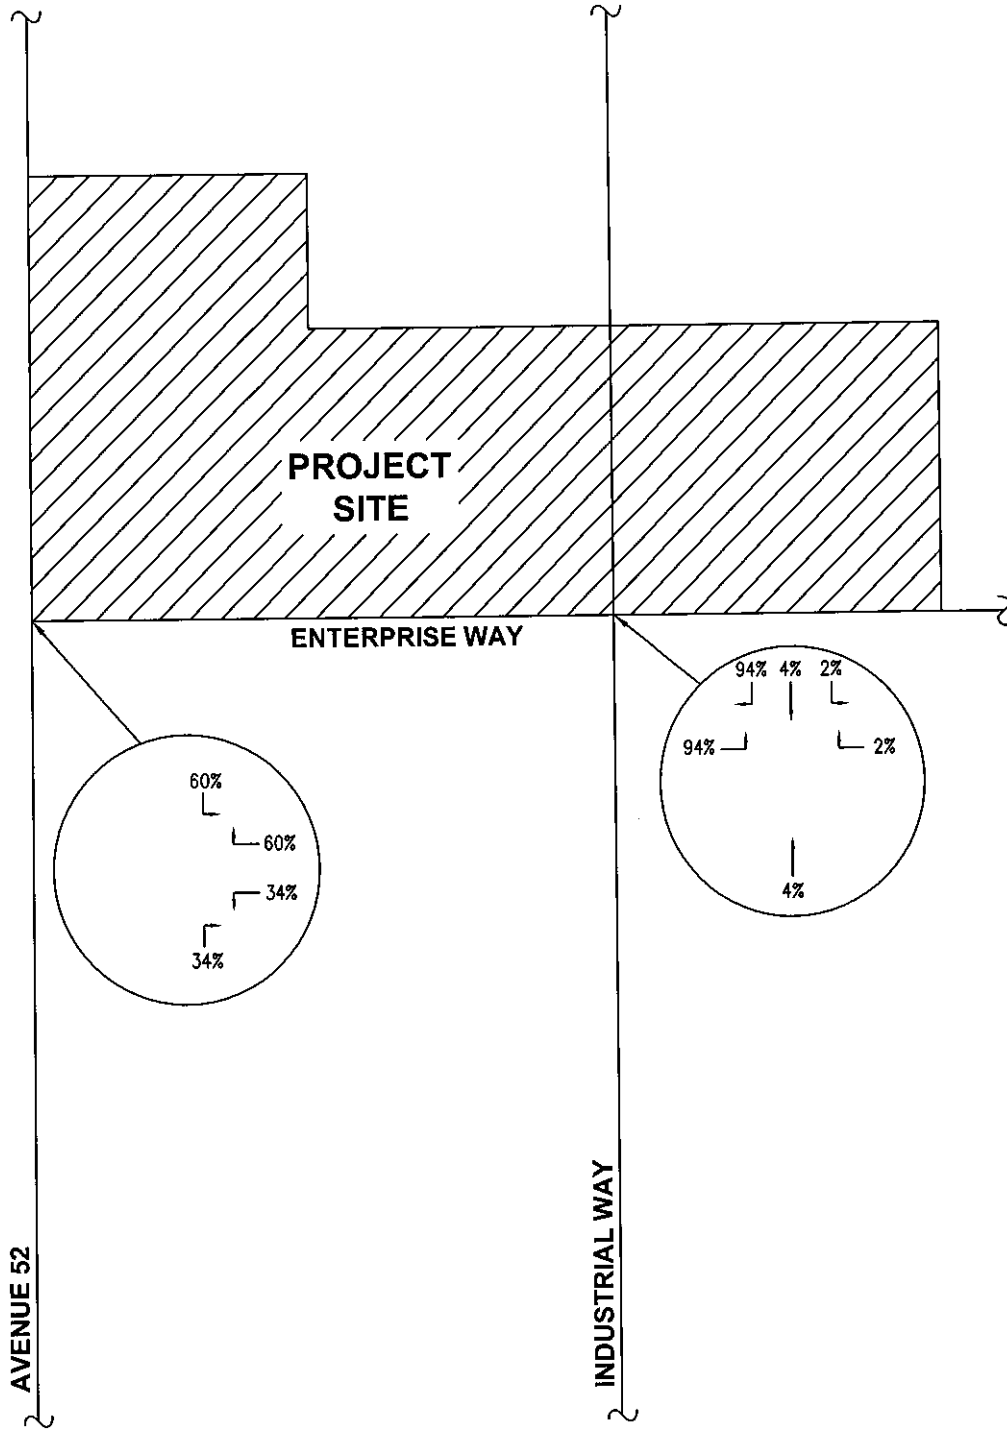 PROJECT
SITE
ENTERPRISE WAY
94% 4% 2%
94% 2%
4%
60%
60%
34%
34%
AVENUE 52
INDUSTRIAL WAY